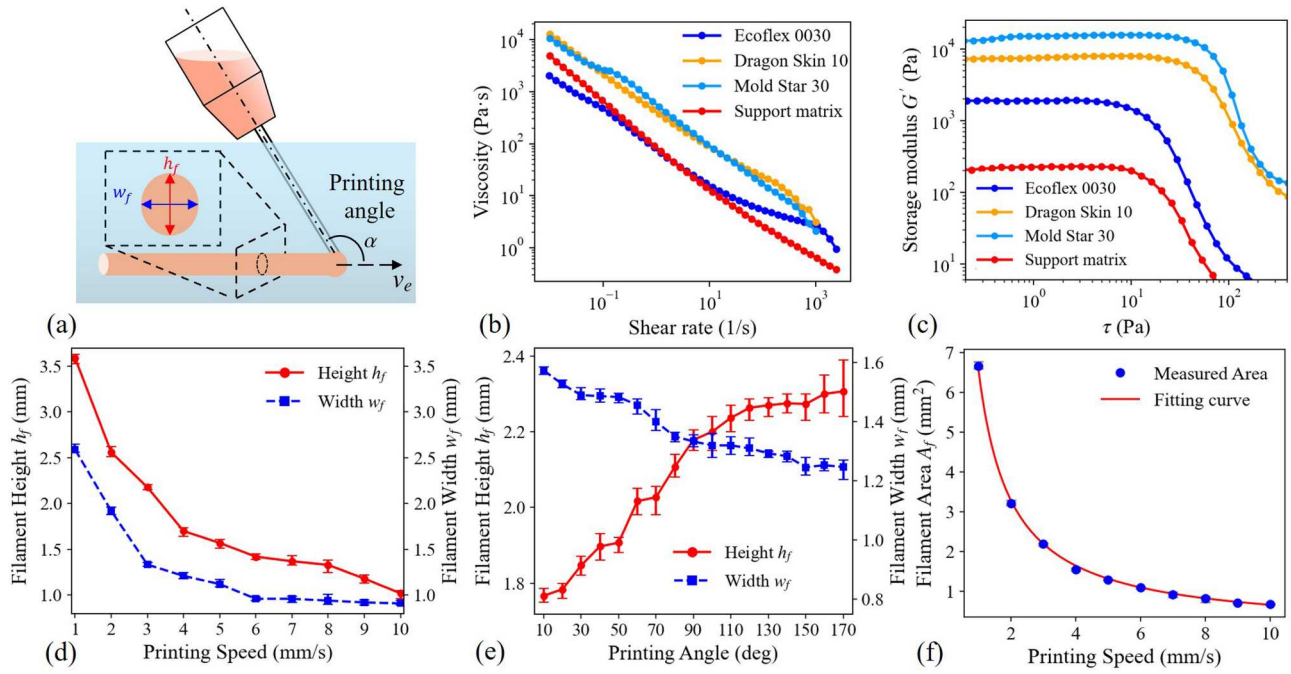 h_f
w_f
Printing
angle
α
v_e
(a)
Viscosity (Pa·s)
10^4
10^3
10^2
10^1
10^0
Ecoflex 0030
Dragon Skin 10
Mold Star 30
Support matrix
10^−1
10^1
10^3
Shear rate (1/s)
(b)
Storage modulus G′ (Pa)
10^4
10^3
10^2
10^1
Ecoflex 0030
Dragon Skin 10
Mold Star 30
Support matrix
10^0
10^1
10^2
τ (Pa)
(c)
Filament Height h_f (mm)
3.5
3.0
2.5
2.0
1.5
1.0
Height h_f
Width w_f
3.5
3.0
2.5
2.0
1.5
1.0
Filament Width w_f (mm)
1 2 3 4 5 6 7 8 9 10
Printing Speed (mm/s)
(d)
Filament Height h_f (mm)
2.4
2.2
2.0
1.8
Height h_f
Width w_f
1.6
1.4
1.2
1.0
0.8
Filament Width w_f (mm)
10 30 50 70 90 110 130 150 170
Printing Angle (deg)
(e)
Filament Area A_f (mm²)
7
6
5
4
3
2
1
Measured Area
Fitting curve
2 4 6 8 10
Printing Speed (mm/s)
(f)